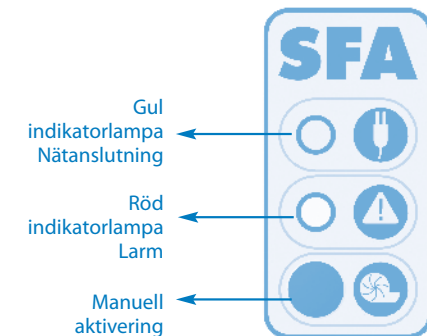 SFA
Gul
indikatorlampa
Nätanslutning
Röd
indikatorlampa
Larm
Manuell
aktivering